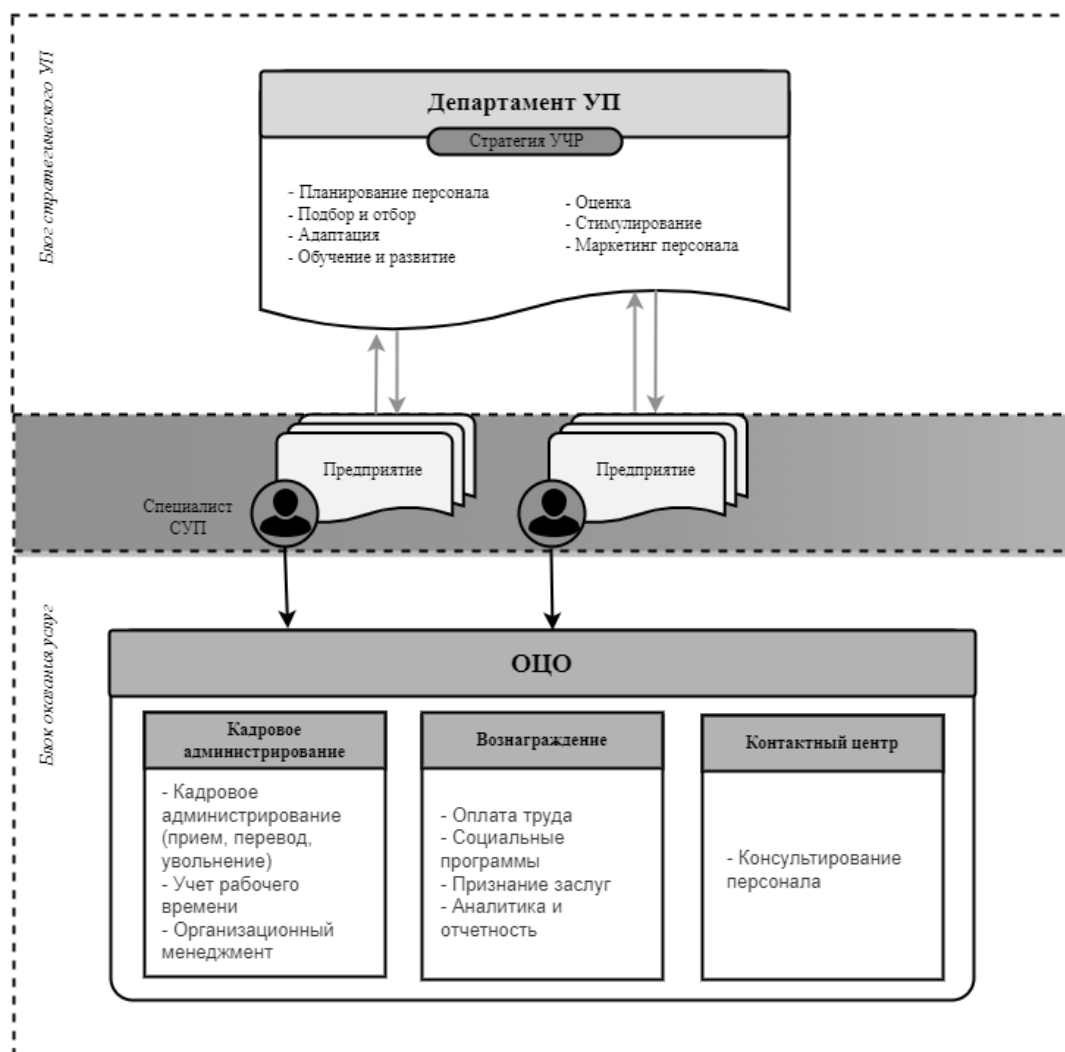 Блог стратегического УП
Департамент УП
Стратегия УЧР
- Планирование персонала
- Подбор и отбор
- Адаптация
- Обучение и развитие
- Оценка
- Стимулирование
- Маркетинг персонала
Предприятие
Предприятие
Специалист
СУП
Блок оказания услуг
ОЦО
Кадровое
администрирование
- Кадровое
администрирование
(прием, перевод,
увольнение)
- Учет рабочего
времени
- Организационный
менеджмент
Вознаграждение
- Оплата труда
- Социальные
программы
- Признание заслуг
- Аналитика и
отчетность
Контактный центр
- Консультирование
персонала